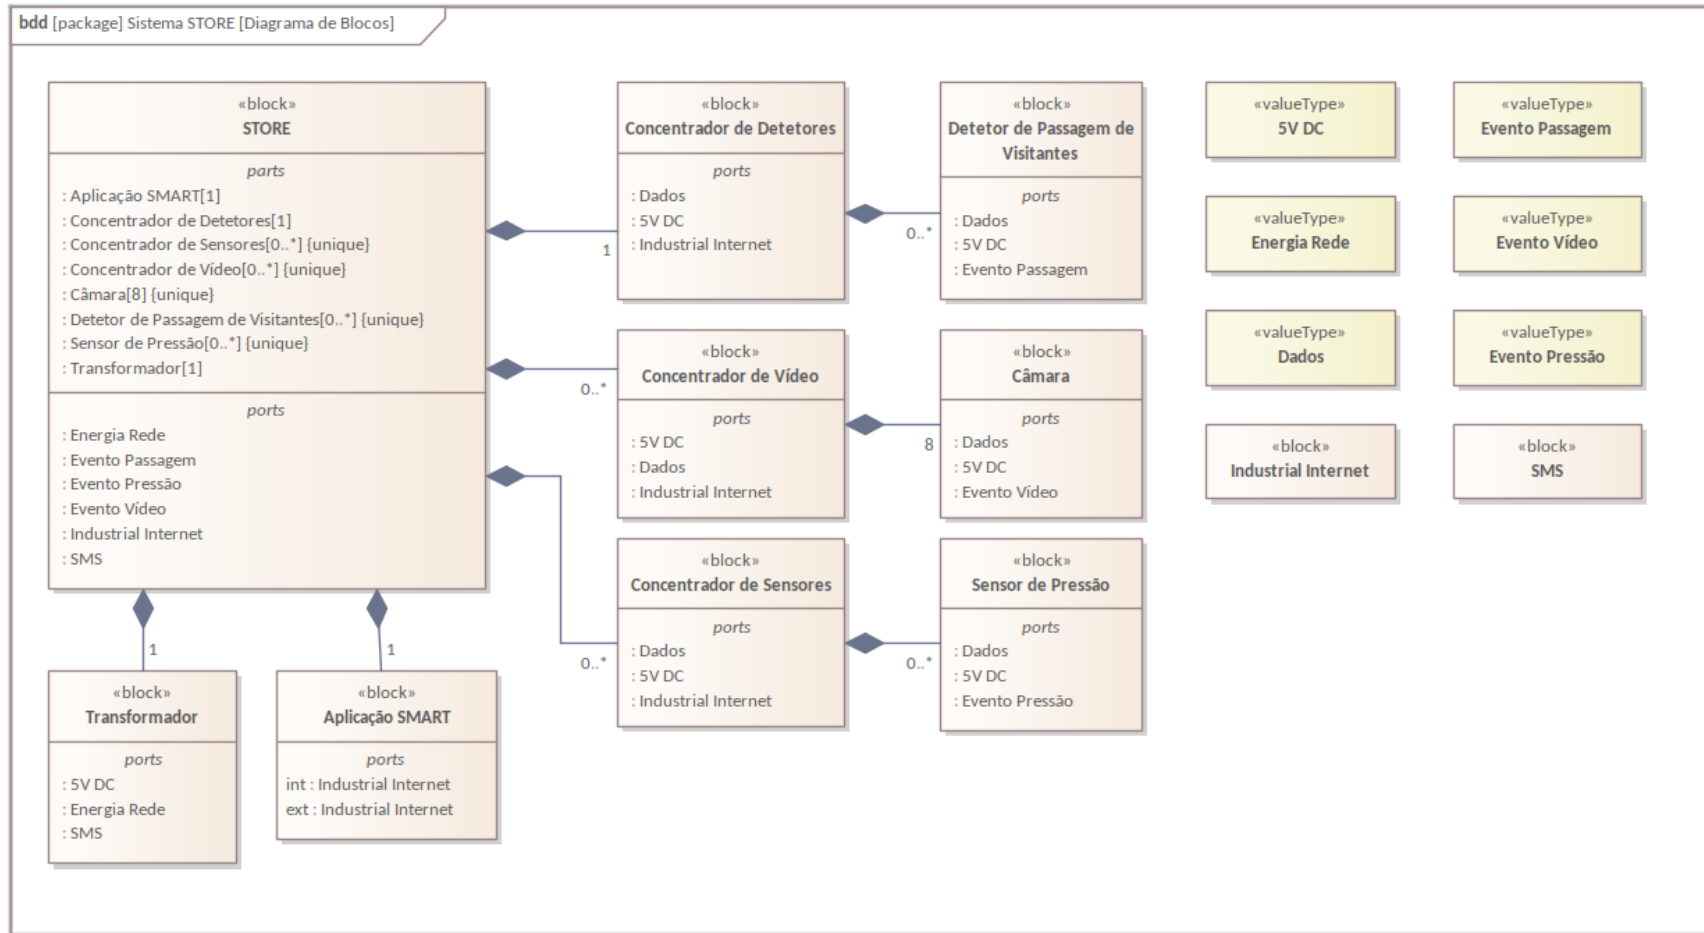 bdd [package] Sistema STORE [Diagrama de Blocos]
«block»
STORE
parts
: Aplicação SMART[1]
: Concentrador de Detetores[1]
: Concentrador de Sensores[0..*] {unique}
: Concentrador de Vídeo[0..*] {unique}
: Câmara[8] {unique}
: Detetor de Passagem de Visitantes[0..*] {unique}
: Sensor de Pressão[0..*] {unique}
: Transformador[1]
ports
: Energia Rede
: Evento Passagem
: Evento Pressão
: Evento Vídeo
: Industrial Internet
: SMS
1
0..*
0..*
1
1
«block»
Transformador
ports
: 5V DC
: Energia Rede
: SMS
«block»
Aplicação SMART
ports
int : Industrial Internet
ext : Industrial Internet
«block»
Concentrador de Detetores
ports
: Dados
: 5V DC
: Industrial Internet
0..*
«block»
Detetor de Passagem de
Visitantes
ports
: Dados
: 5V DC
: Evento Passagem
«block»
Concentrador de Vídeo
ports
: 5V DC
: Dados
: Industrial Internet
8
«block»
Câmara
ports
: Dados
: 5V DC
: Evento Vídeo
«block»
Concentrador de Sensores
ports
: Dados
: 5V DC
: Industrial Internet
0..*
«block»
Sensor de Pressão
ports
: Dados
: 5V DC
: Evento Pressão
«valueType»
5V DC
«valueType»
Evento Passagem
«valueType»
Energia Rede
«valueType»
Evento Vídeo
«valueType»
Dados
«valueType»
Evento Pressão
«block»
Industrial Internet
«block»
SMS